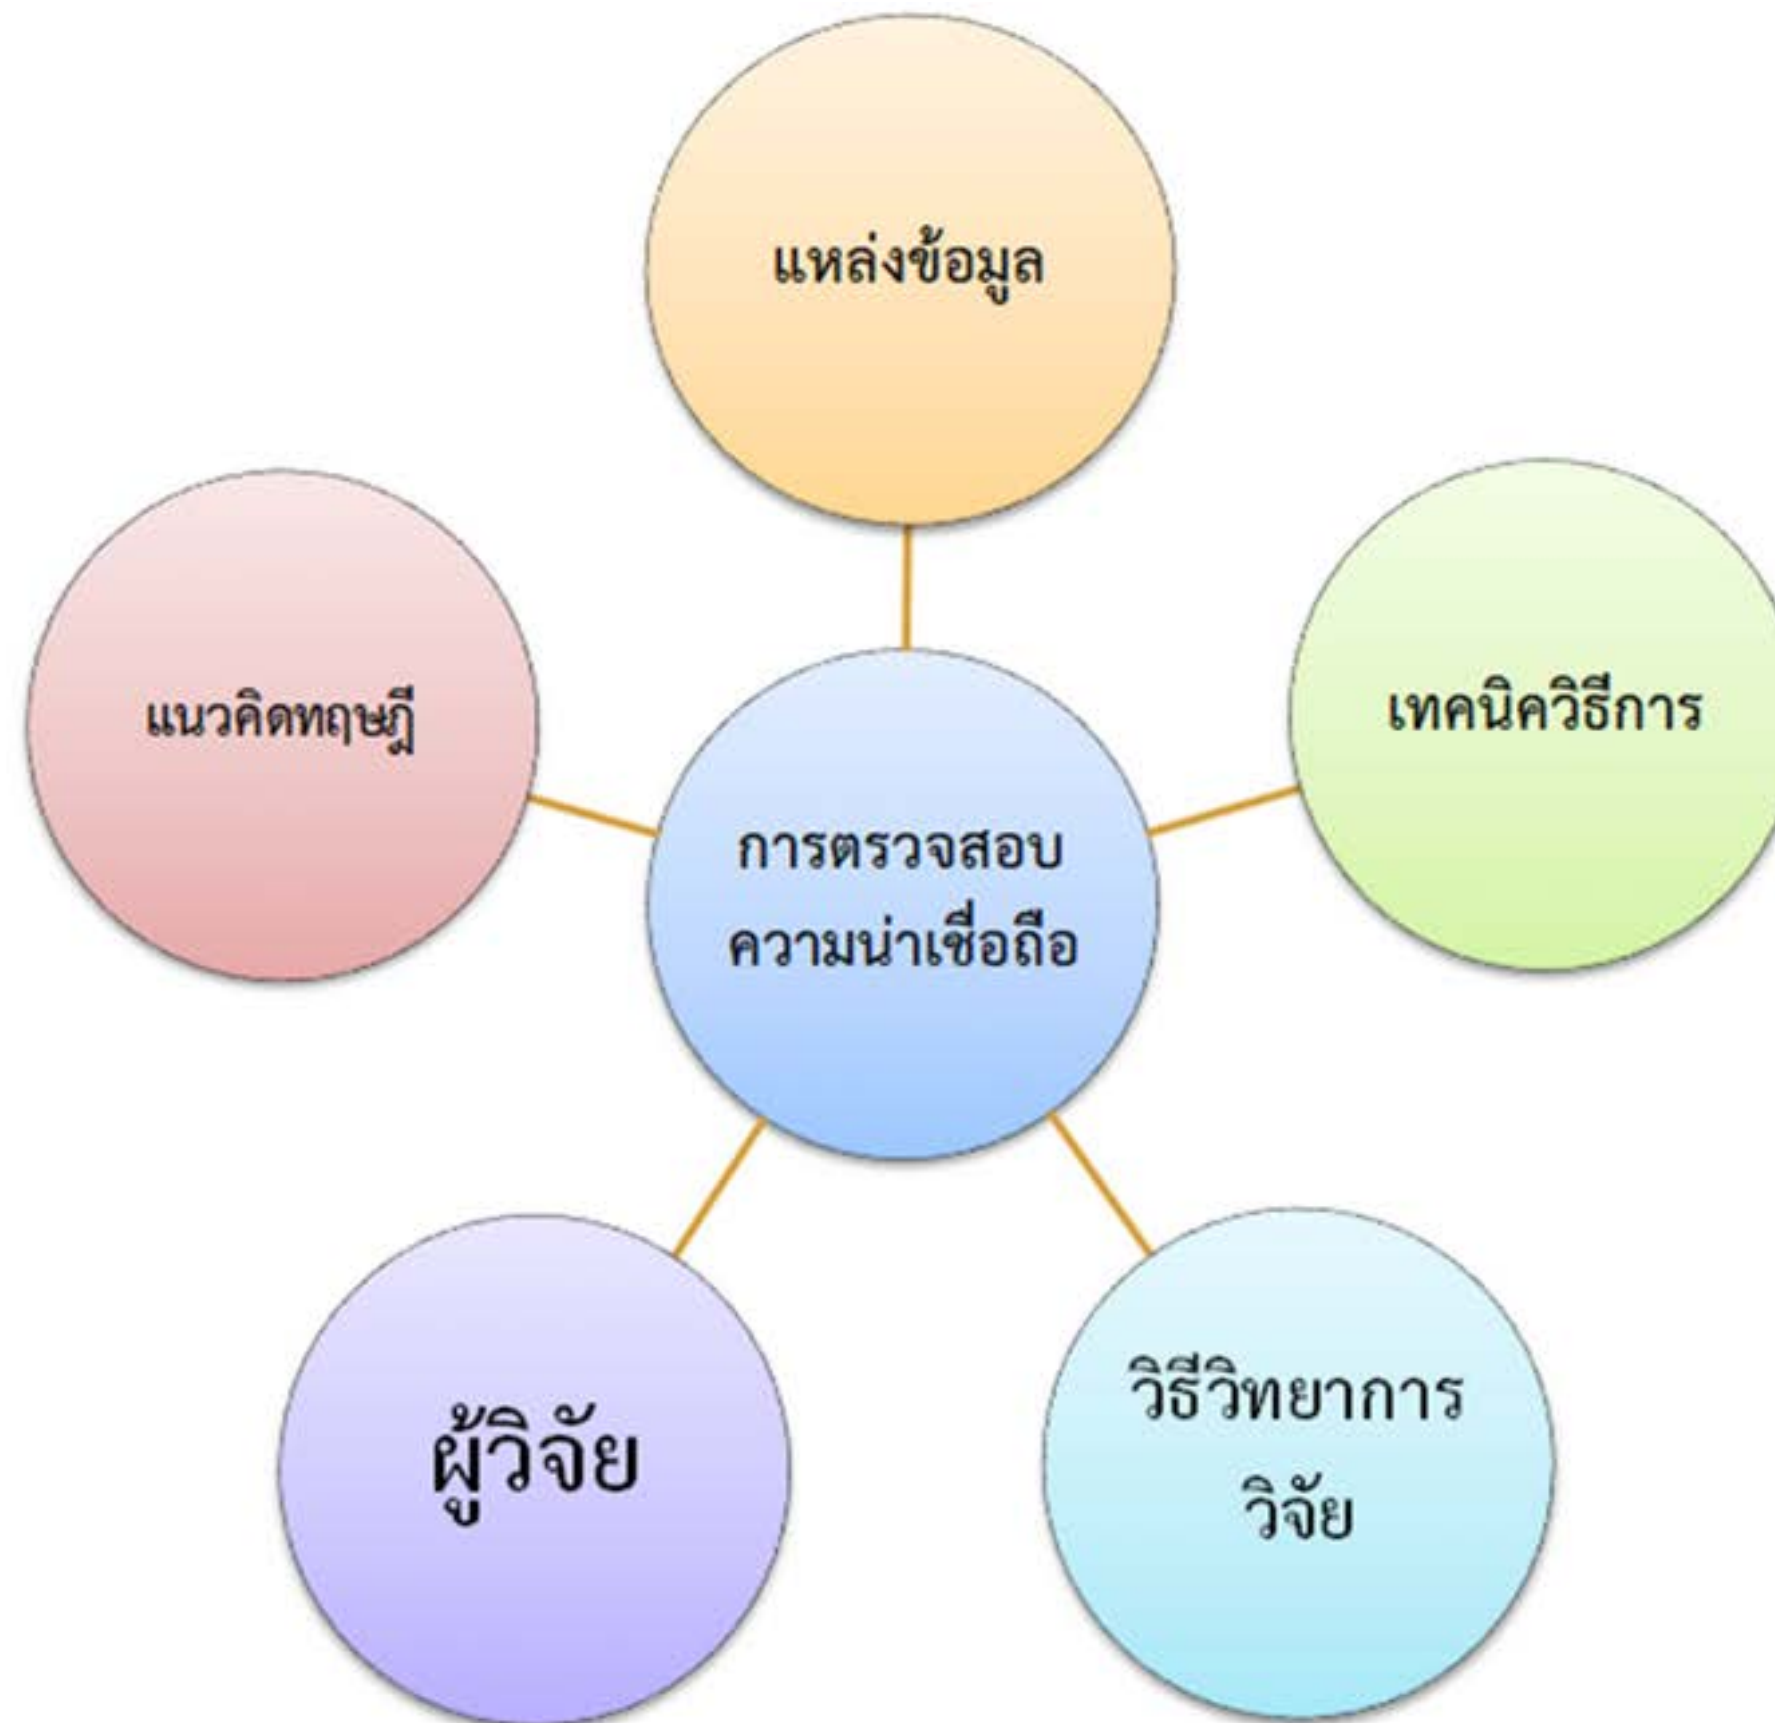 แหล่งข้อมูล
แนวคิดทฤษฎี
เทคนิควิธีการ
การตรวจสอบ
ความน่าเชื่อถือ
ผู้วิจัย
วิธีวิทยาการ
วิจัย